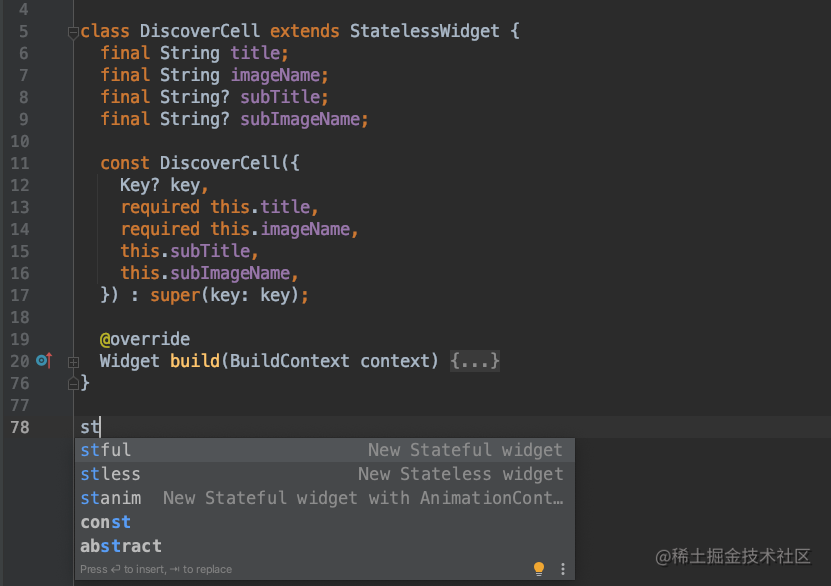 4
5 class DiscoverCell extends StatelessWidget {
6 final String title;
7 final String imageName;
8 final String? subTitle;
9 final String? subImageName;
10
11 const DiscoverCell({
12 Key? key,
13 required this.title,
14 required this.imageName,
15 this.subTitle,
16 this.subImageName,
17 }) : super(key: key);
18
19 @override
20 Widget build(BuildContext context) {...}
76 }
77
78 st
stful New Stateful widget
stless New Stateless widget
stanim New Stateful widget with AnimationCont…
const
abstract
Press ⏎ to insert, ⇥ to replace
@稀土掘金技术社区